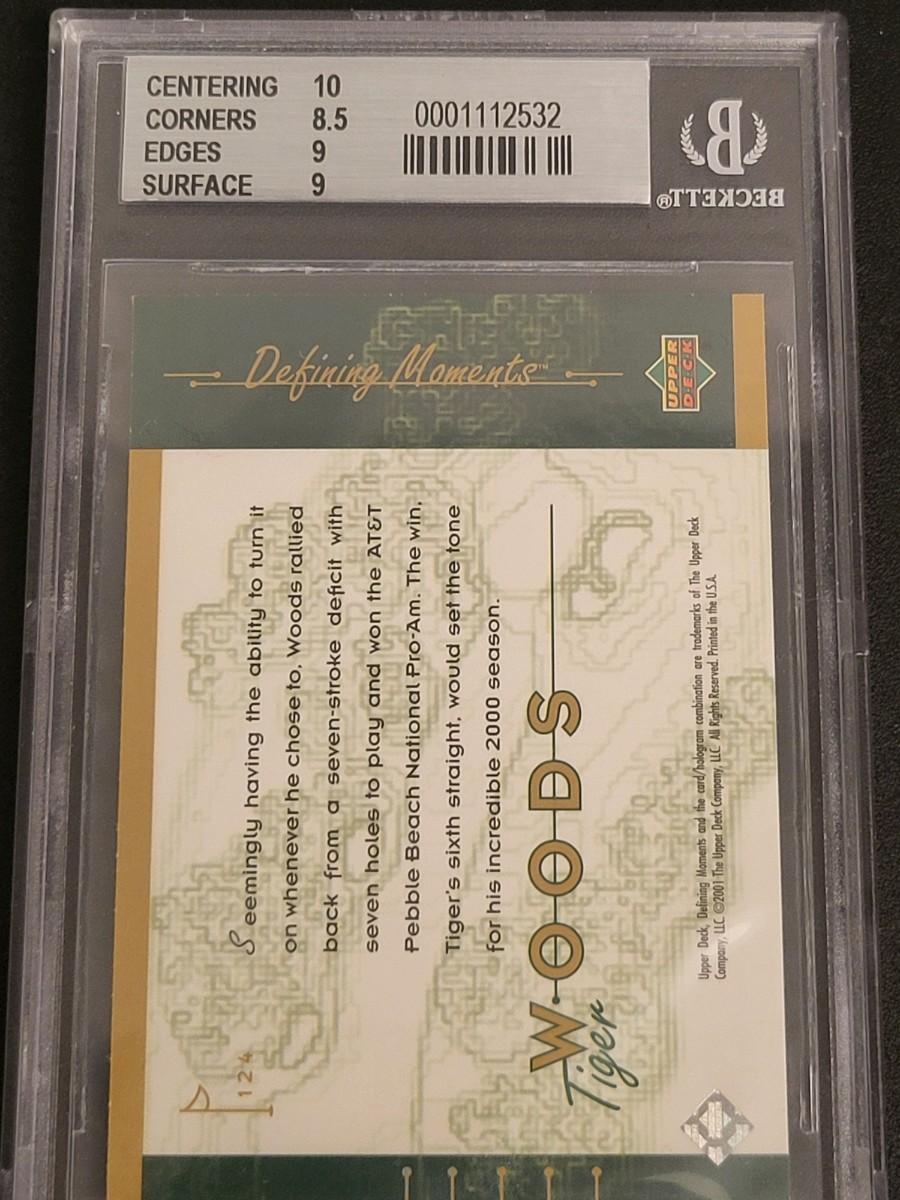 CENTERING 10
CORNERS 8.5
EDGES 9
SURFACE 9
0001112532
B
BECKETT®
Defining Moments™
UPPER
D.E.C.K
Seemingly having the ability to turn it
on whenever he chose to, Woods rallied
back from a seven-stroke deficit with
seven holes to play and won the AT&T
Pebble Beach National Pro-Am. The win,
Tiger's sixth straight, would set the tone
for his incredible 2000 season.
WOODS
Tiger
124
Upper Deck, Defining Moments and the card/hologram combination are trademarks of The Upper Deck
Company, LLC ©2001 The Upper Deck Company, LLC All Rights Reserved. Printed in the U.S.A.